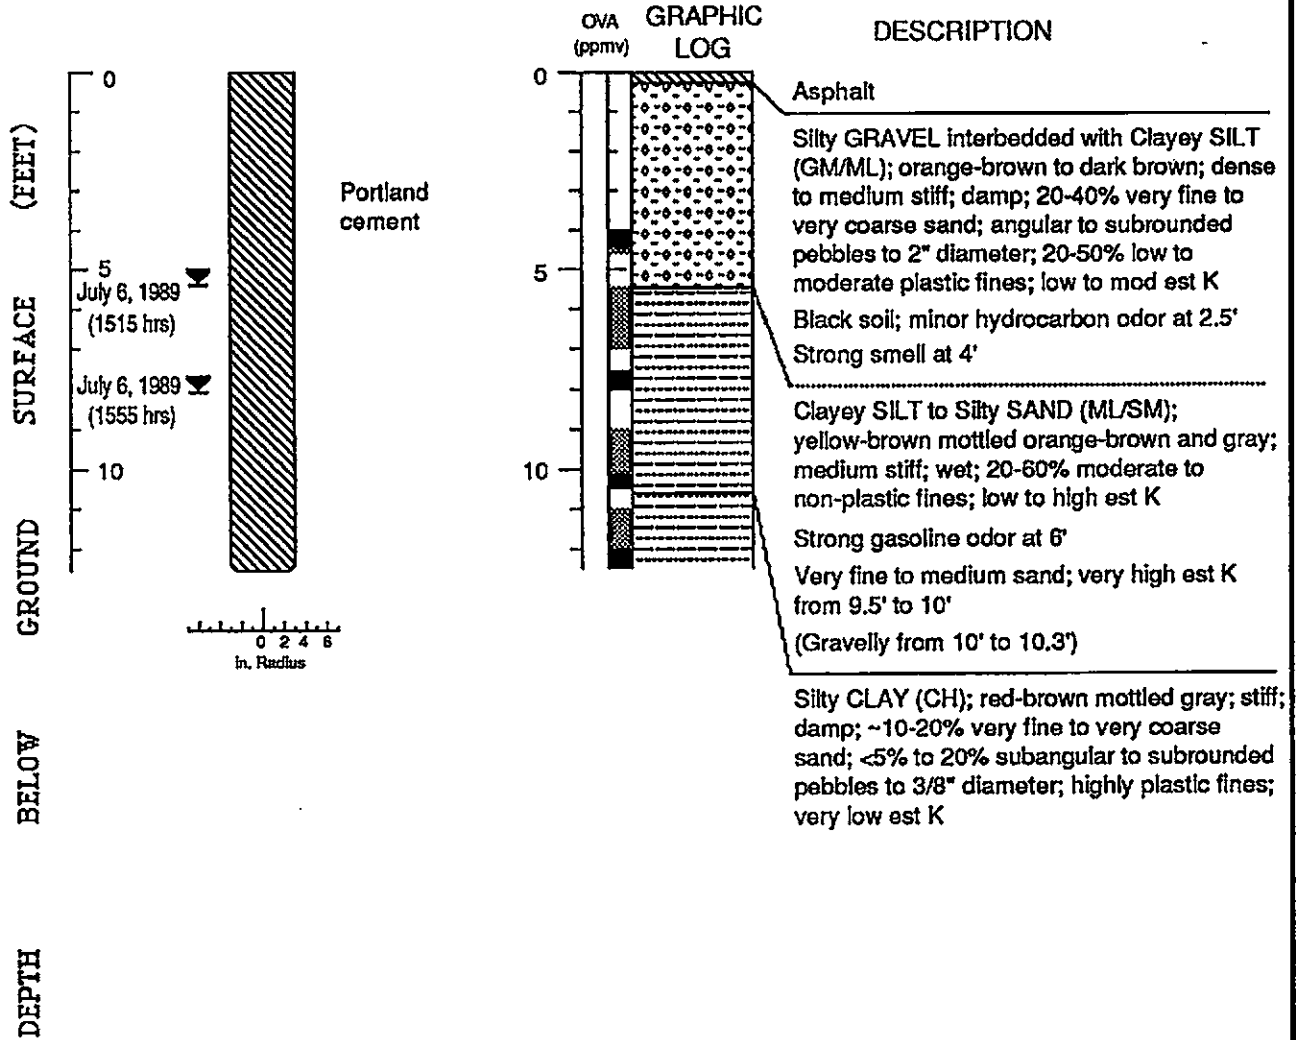 OVA
(ppmv)
GRAPHIC
LOG
DESCRIPTION
DEPTH BELOW GROUND SURFACE (FEET)
0
5
10
July 6, 1989
(1515 hrs)
July 6, 1989
(1555 hrs)
Portland
cement
0 2 4 6
in. Radius
0
5
10
Asphalt
Silty GRAVEL interbedded with Clayey SILT
(GM/ML); orange-brown to dark brown; dense
to medium stiff; damp; 20-40% very fine to
very coarse sand; angular to subrounded
pebbles to 2" diameter; 20-50% low to
moderate plastic fines; low to mod est K
Black soil; minor hydrocarbon odor at 2.5'
Strong smell at 4'
Clayey SILT to Silty SAND (ML/SM);
yellow-brown mottled orange-brown and gray;
medium stiff; wet; 20-60% moderate to
non-plastic fines; low to high est K
Strong gasoline odor at 6'
Very fine to medium sand; very high est K
from 9.5' to 10'
(Gravelly from 10' to 10.3')
Silty CLAY (CH); red-brown mottled gray; stiff;
damp; ~10-20% very fine to very coarse
sand; <5% to 20% subangular to subrounded
pebbles to 3/8" diameter; highly plastic fines;
very low est K